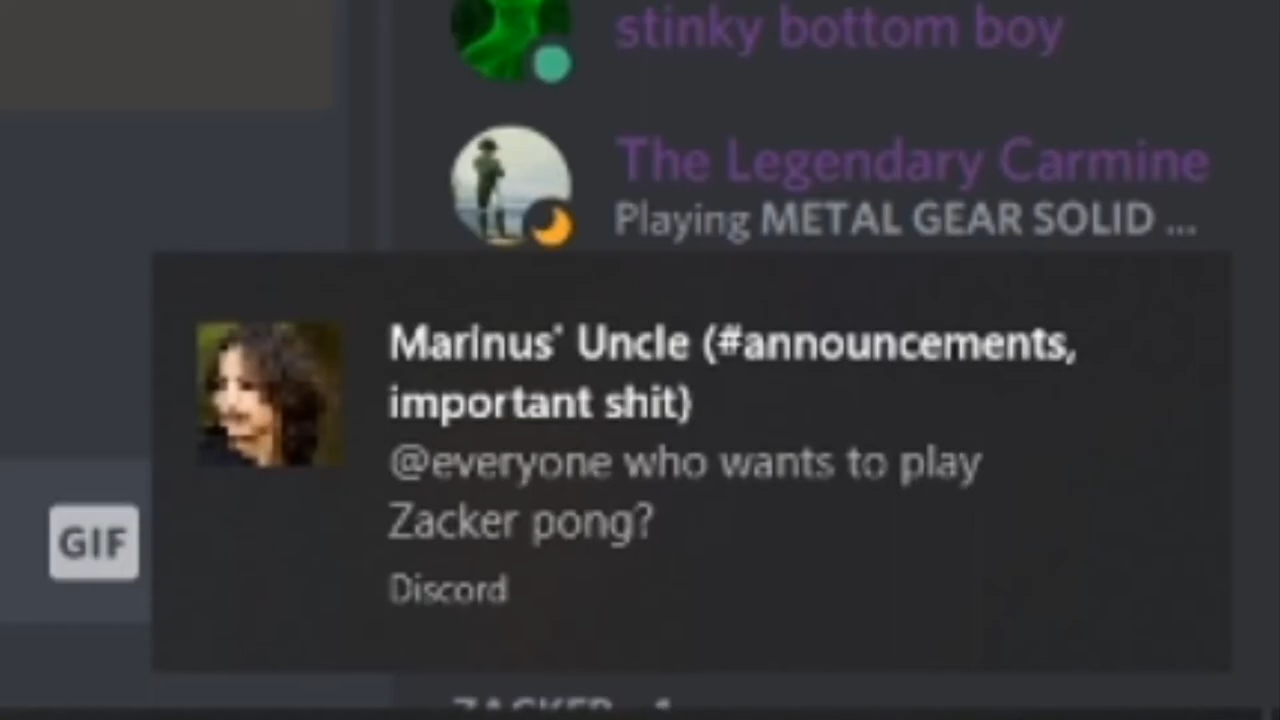 stinky bottom boy
The Legendary Carmine
Playing METAL GEAR SOLID ...
Marinus' Uncle (#announcements,
important shit)
@everyone who wants to play
Zacker pong?
Discord
GIF